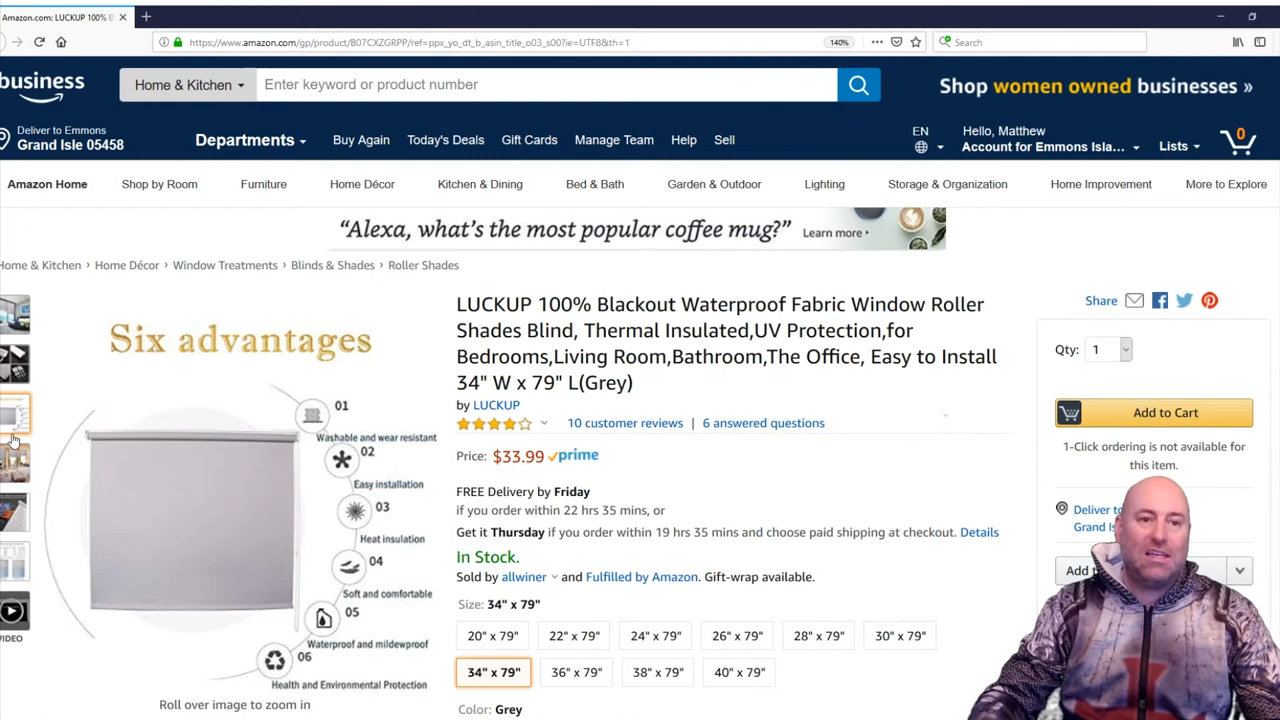 Amazon.com: LUCKUP 100% B
https://www.amazon.com/gp/product/B07CXZGRPP/ref=ppx_yo_dt_b_asin_title_o03_s00?ie=UTF8&th=1
140%
Search
business
Home & Kitchen
Enter keyword or product number
Shop women owned businesses »
Deliver to Emmons
Grand Isle 05458
Departments
Buy Again
Today's Deals
Gift Cards
Manage Team
Help
Sell
EN
Hello, Matthew
Account for Emmons Isla...
Lists
0
Amazon Home
Shop by Room
Furniture
Home Décor
Kitchen & Dining
Bed & Bath
Garden & Outdoor
Lighting
Storage & Organization
Home Improvement
More to Explore
“Alexa, what's the most popular coffee mug?”
Learn more
Home & Kitchen › Home Décor › Window Treatments › Blinds & Shades › Roller Shades
Six advantages
01
Washable and wear resistant
02
Easy installation
03
Heat insulation
04
Soft and comfortable
05
Waterproof and mildewproof
06
Health and Environmental Protection
Roll over image to zoom in
VIDEO
LUCKUP 100% Blackout Waterproof Fabric Window Roller
Shades Blind, Thermal Insulated,UV Protection,for
Bedrooms,Living Room,Bathroom,The Office, Easy to Install
34" W x 79" L(Grey)
by LUCKUP
10 customer reviews | 6 answered questions
Price: $33.99 prime
FREE Delivery by Friday
if you order within 22 hrs 35 mins, or
Get it Thursday if you order within 19 hrs 35 mins and choose paid shipping at checkout. Details
In Stock.
Sold by allwiner and Fulfilled by Amazon. Gift-wrap available.
Size: 34" x 79"
20" x 79"
22" x 79"
24" x 79"
26" x 79"
28" x 79"
30" x 79"
34" x 79"
36" x 79"
38" x 79"
40" x 79"
Color: Grey
Share
Qty: 1
Add to Cart
1-Click ordering is not available for
this item.
Deliver to
Grand Is
Add t